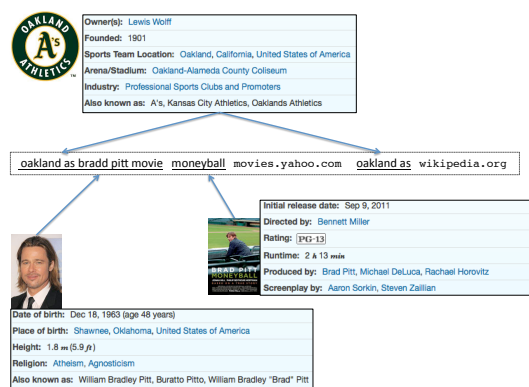 OAKLAND
A's
ATHLETICS
Owner(s): Lewis Wolff
Founded: 1901
Sports Team Location: Oakland, California, United States of America
Arena/Stadium: Oakland-Alameda County Coliseum
Industry: Professional Sports Clubs and Promoters
Also known as: A's, Kansas City Athletics, Oaklands Athletics
oakland as bradd pitt movie moneyball movies.yahoo.com oakland as wikipedia.org
Initial release date: Sep 9, 2011
Directed by: Bennett Miller
Rating: PG-13
Runtime: 2 h 13 min
Produced by: Brad Pitt, Michael DeLuca, Rachael Horovitz
Screenplay by: Aaron Sorkin, Steven Zaillian
BRAD PITT
MONEYBALL
Date of birth: Dec 18, 1963 (age 48 years)
Place of birth: Shawnee, Oklahoma, United States of America
Height: 1.8 m (5.9 ft)
Religion: Atheism, Agnosticism
Also known as: William Bradley Pitt, Buratto Pitto, William Bradley "Brad" Pitt